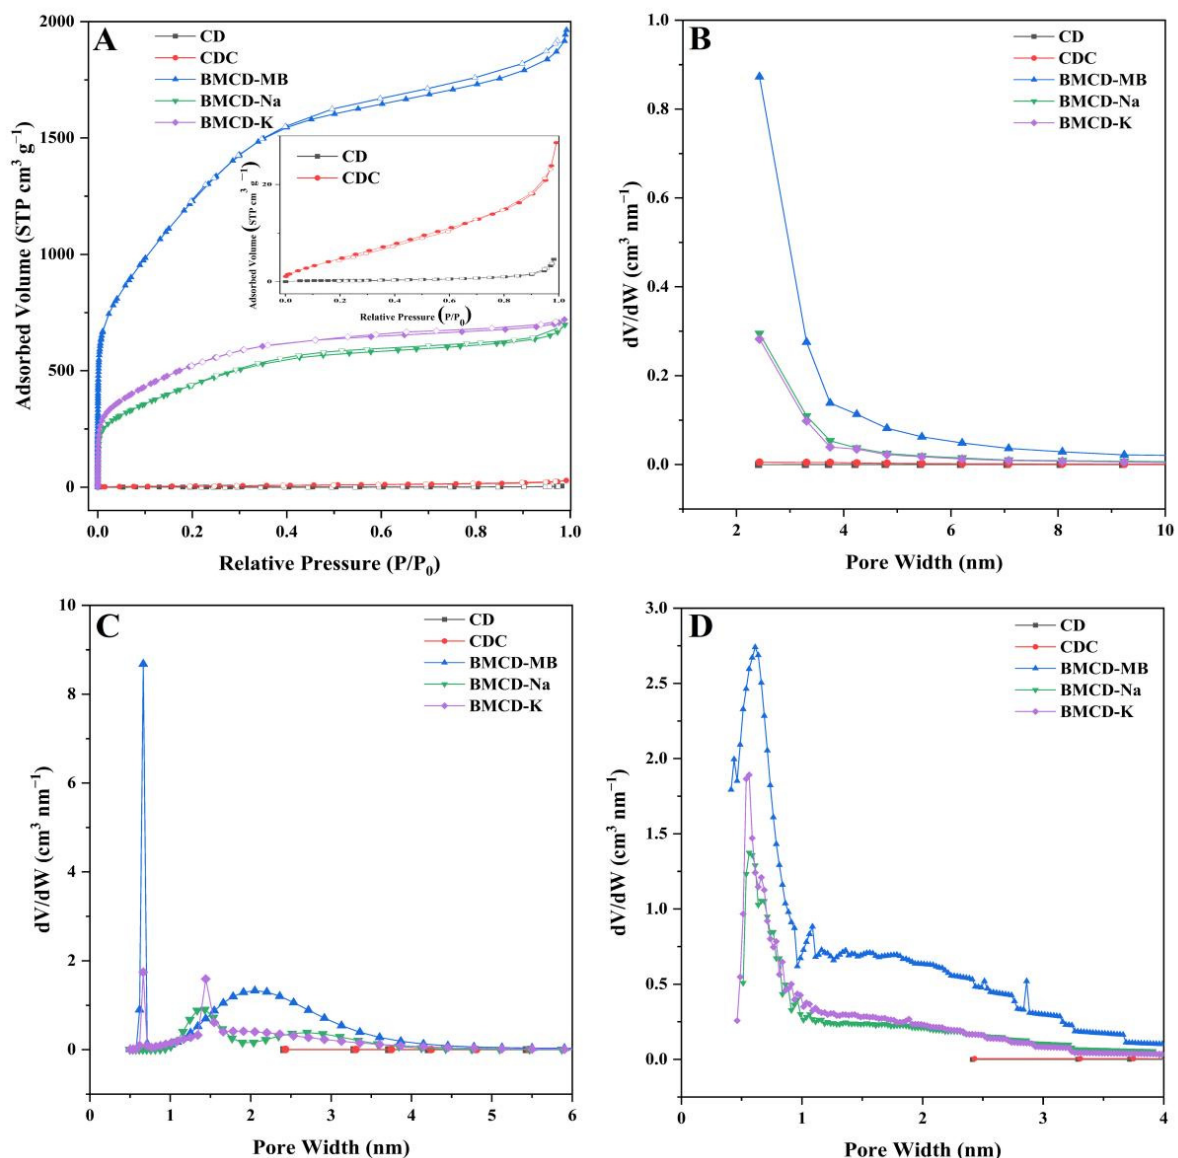 A
CD
CDC
BMCD-MB
BMCD-Na
BMCD-K
2000
1500
1000
500
0
0.0 0.2 0.4 0.6 0.8 1.0
Adsorbed Volume (STP cm³ g⁻¹)
Relative Pressure (P/P₀)
CD
CDC
20
0
0.0 0.2 0.4 0.6 0.8 1.0
Adsorbed Volume (STP cm³ g⁻¹)
Relative Pressure (P/P₀)
B
CD
CDC
BMCD-MB
BMCD-Na
BMCD-K
1.0
0.8
0.6
0.4
0.2
0.0
2 4 6 8 10
dV/dW (cm³ nm⁻¹)
Pore Width (nm)
C
CD
CDC
BMCD-MB
BMCD-Na
BMCD-K
10
8
6
4
2
0
0 1 2 3 4 5 6
dV/dW (cm³ nm⁻¹)
Pore Width (nm)
D
CD
CDC
BMCD-MB
BMCD-Na
BMCD-K
3.0
2.5
2.0
1.5
1.0
0.5
0.0
0 1 2 3 4
dV/dW (cm³ nm⁻¹)
Pore Width (nm)